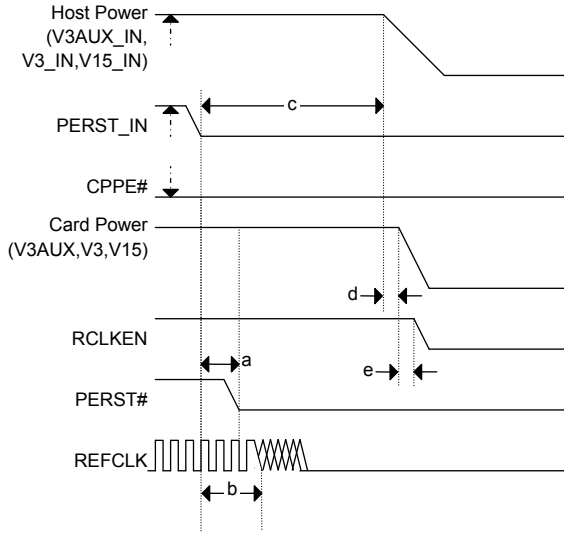 Host Power
(V3AUX_IN,
V3_IN,V15_IN)
c
PERST_IN
CPPE#
Card Power
(V3AUX,V3,V15)
d
RCLKEN
a
e
PERST#
REFCLK
b